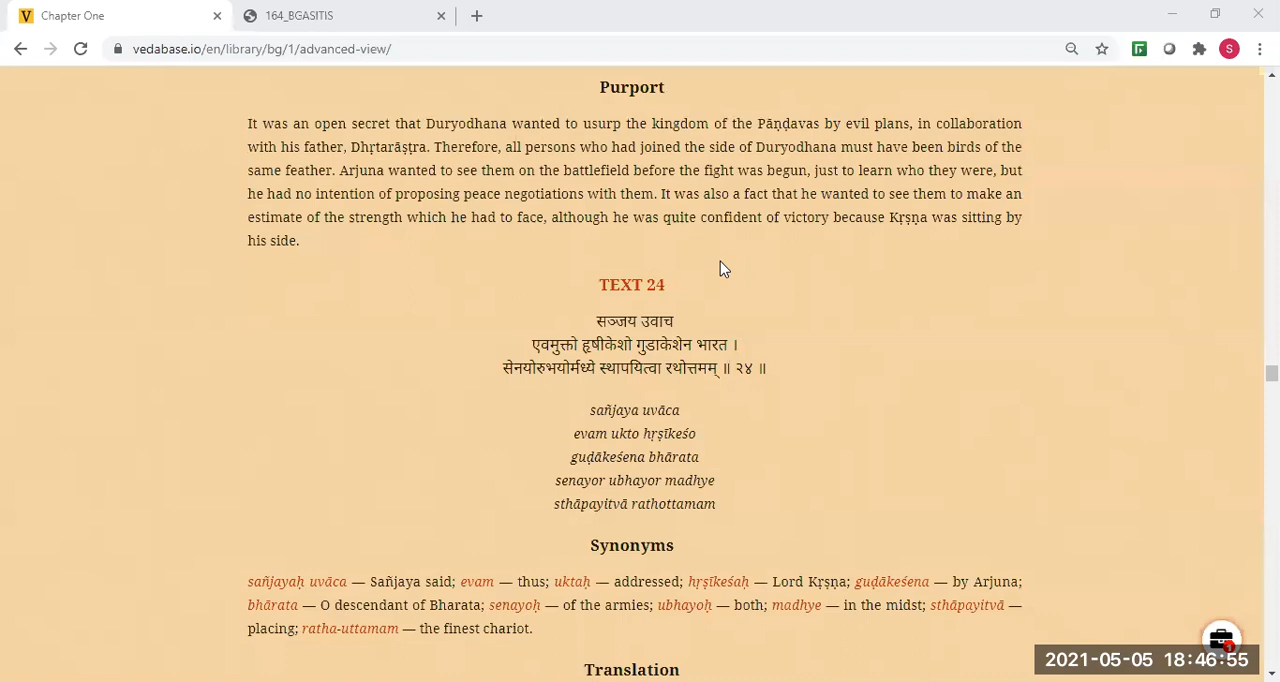 Chapter One
164_BGASITIS
vedabase.io/en/library/bg/1/advanced-view/
S
Purport
It was an open secret that Duryodhana wanted to usurp the kingdom of the Pāṇḍavas by evil plans, in collaboration
with his father, Dhṛtarāṣṭra. Therefore, all persons who had joined the side of Duryodhana must have been birds of the
same feather. Arjuna wanted to see them on the battlefield before the fight was begun, just to learn who they were, but
he had no intention of proposing peace negotiations with them. It was also a fact that he wanted to see them to make an
estimate of the strength which he had to face, although he was quite confident of victory because Kṛṣṇa was sitting by
his side.
TEXT 24
सञ्जय उवाच
एवमुक्तो हृषीकेशो गुडाकेशेन भारत ।
सेनयोरुभयोर्मध्ये स्थापयित्वा रथोत्तमम् ॥ २४ ॥
sañjaya uvāca
evam ukto hṛṣīkeśo
guḍākeśena bhārata
senayor ubhayor madhye
sthāpayitvā rathottamam
Synonyms
sañjayaḥ uvāca — Sañjaya said; evam — thus; uktaḥ — addressed; hṛṣīkeśaḥ — Lord Kṛṣṇa; guḍākeśena — by Arjuna;
bhārata — O descendant of Bharata; senayoḥ — of the armies; ubhayoḥ — both; madhye — in the midst; sthāpayitvā —
placing; ratha-uttamam — the finest chariot.
Translation
2021-05-05 18:46:55